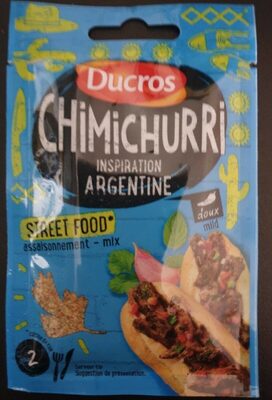 Ducros
CHiMiCHURRi
INSPIRATION
ARGENTINE
doux
mild
STREET FOOD*
assaisonnement - mix
2
Suggestion de présentation.